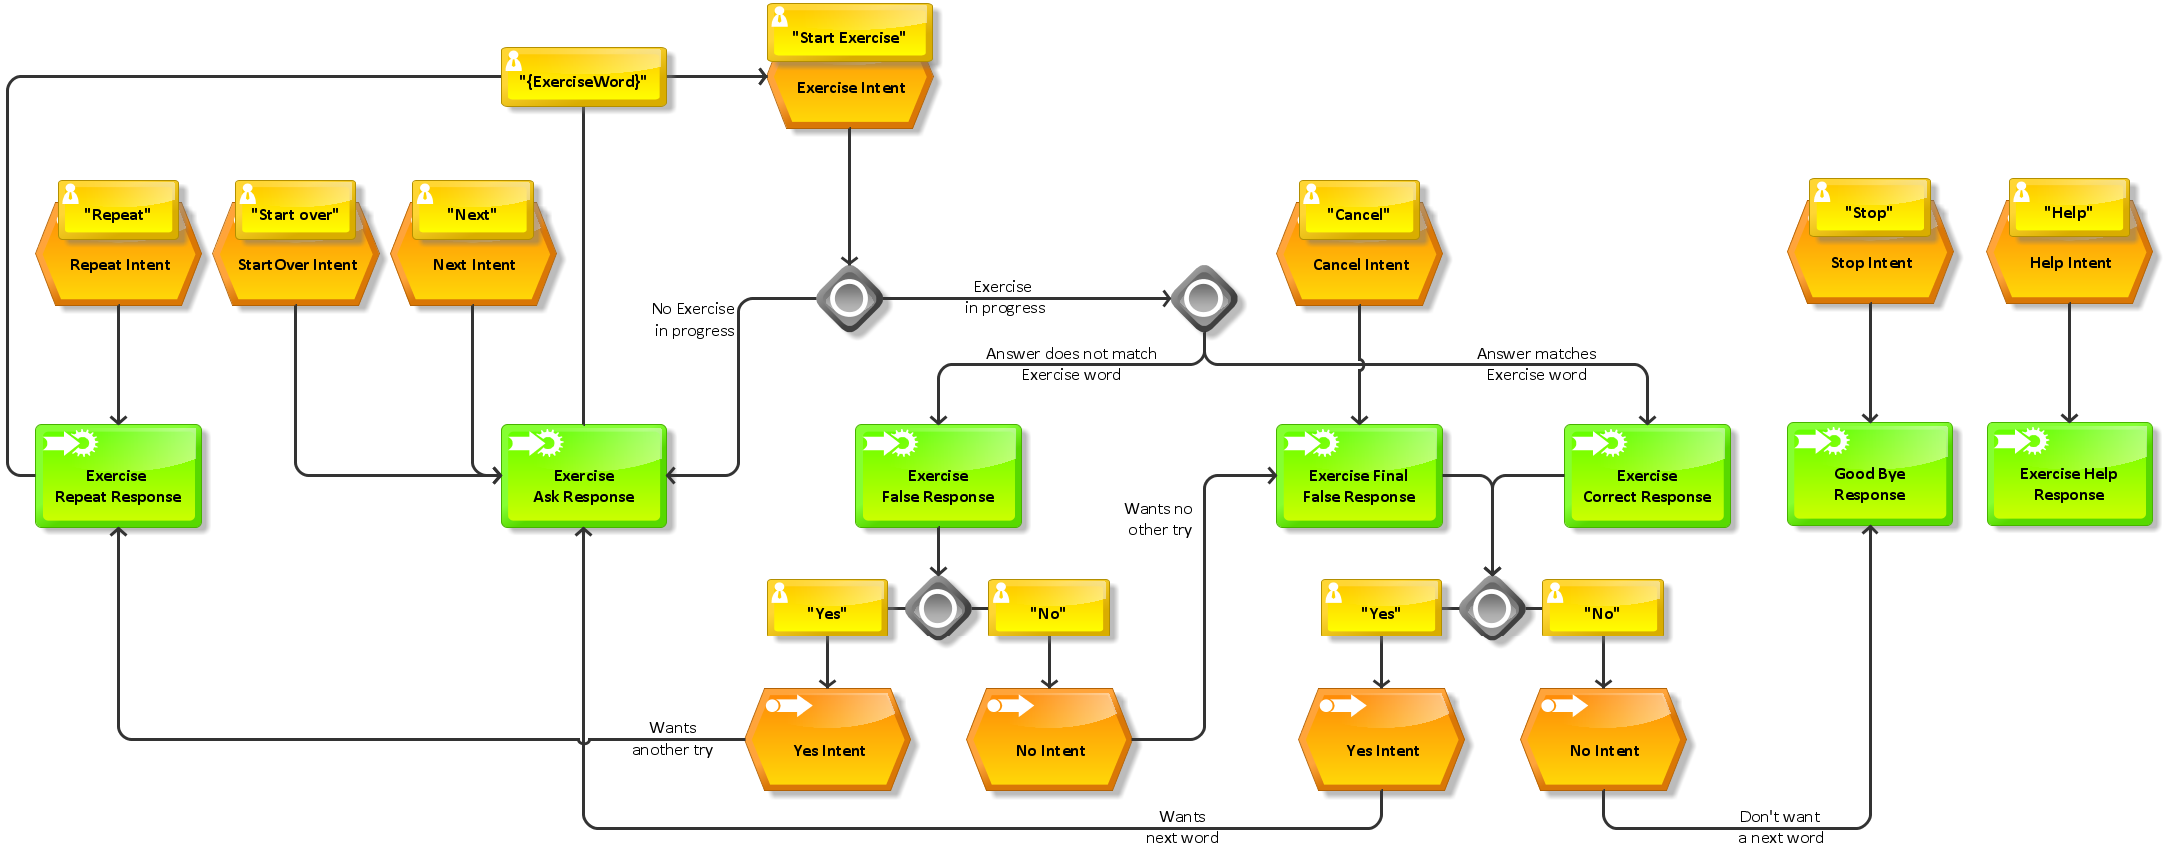 "Start Exercise"
"{ExerciseWord}"
Exercise Intent
"Repeat"
"Start over"
"Next"
"Cancel"
"Stop"
"Help"
Repeat Intent
StartOver Intent
Next Intent
Cancel Intent
Stop Intent
Help Intent
No Exercise
in progress
Exercise
in progress
Answer does not match
Exercise word
Answer matches
Exercise word
Exercise
Repeat Response
Exercise
Ask Response
Exercise
False Response
Exercise Final
False Response
Exercise
Correct Response
Good Bye
Response
Exercise Help
Response
Wants no
other try
"Yes"
"No"
"Yes"
"No"
Wants
another try
Yes Intent
No Intent
Yes Intent
No Intent
Wants
next word
Don't want
a next word